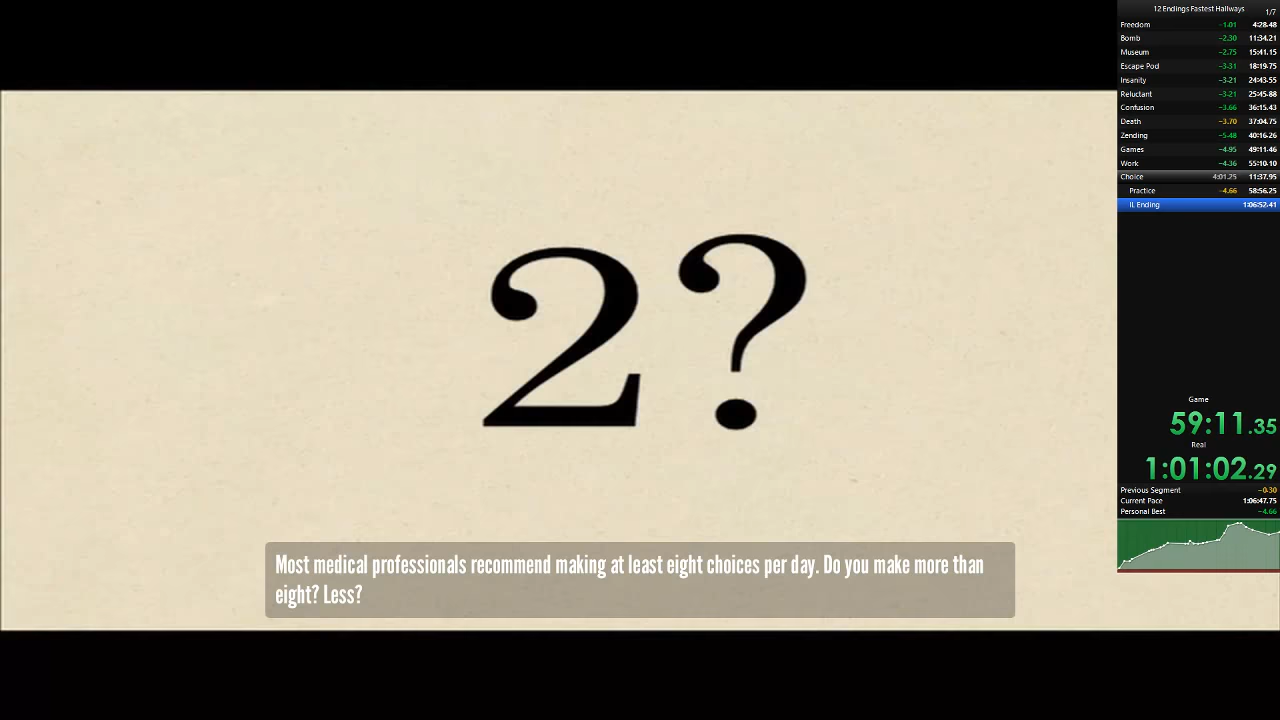 2?
Most medical professionals recommend making at least eight choices per day. Do you make more than
eight? Less?
12 Endings Fastest Hallways 1/7
Freedom −1.01 4:28.48
Bomb −2.30 11:34.21
Museum −2.75 15:41.15
Escape Pod −3.31 18:19.75
Insanity −3.21 24:43.55
Reluctant −3.21 25:45.88
Confusion −3.66 36:15.43
Death −3.70 37:04.75
Zending −5.48 40:16.26
Games −4.95 49:11.46
Work −4.36 55:10.10
Choice 4:01.25 11:37.95
Practice −4.66 58:56.25
IL Ending 1:06:52.41
Game
59:11.35
Real
1:01:02.29
Previous Segment −0.30
Current Pace 1:06:47.75
Personal Best −4.66